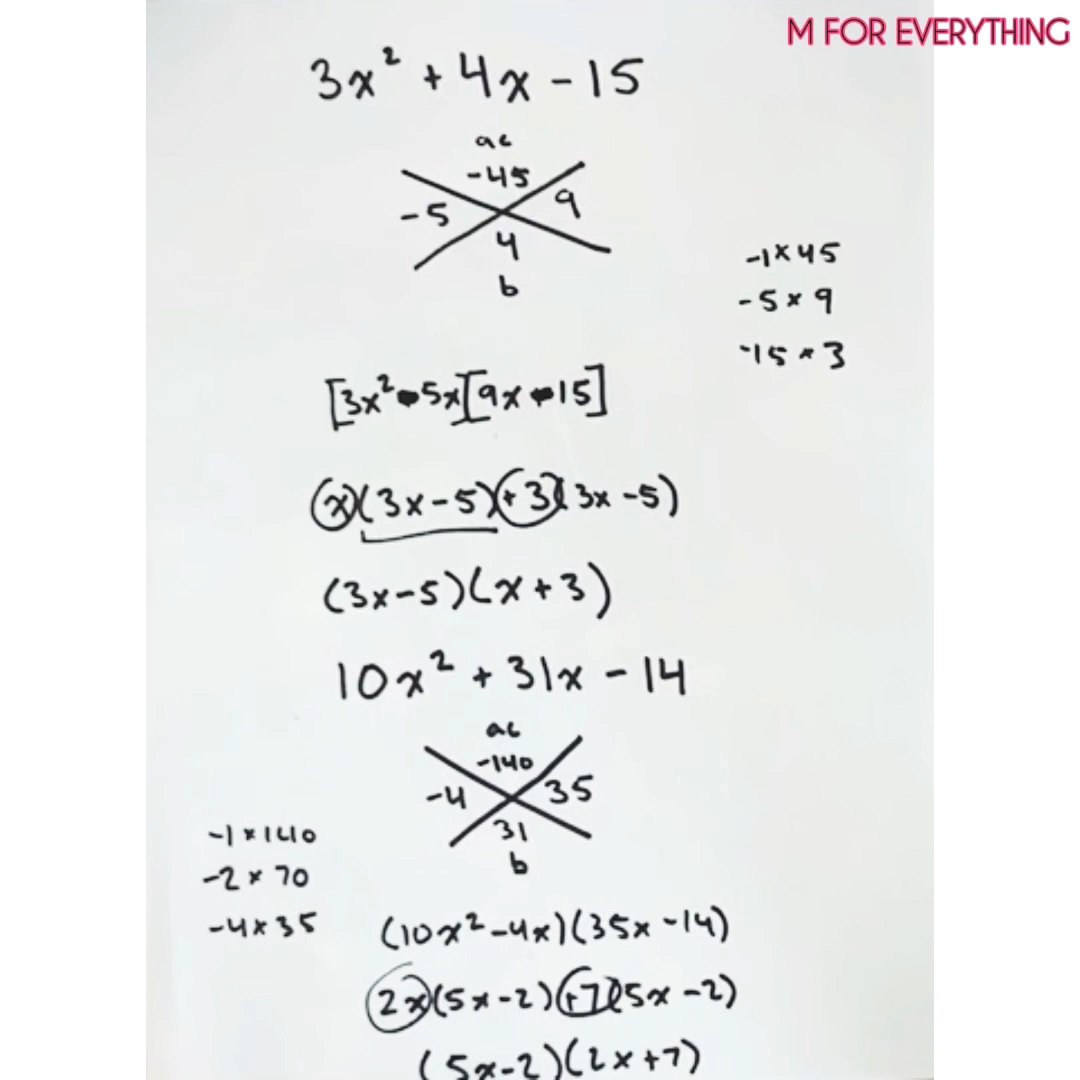 M FOR EVERYTHING
3x² + 4x - 15
ac
-45
-5 9
4
b
-1 × 45
-5 × 9
-15 × 3
[3x² - 5x][9x - 15]
x(3x - 5) + 3(3x - 5)
(3x - 5)(x + 3)
10x² + 31x - 14
ac
-140
-4 35
31
b
-1 × 140
-2 × 70
-4 × 35
(10x² - 4x)(35x - 14)
2x(5x - 2) + 7(5x - 2)
(5x - 2)(2x + 7)